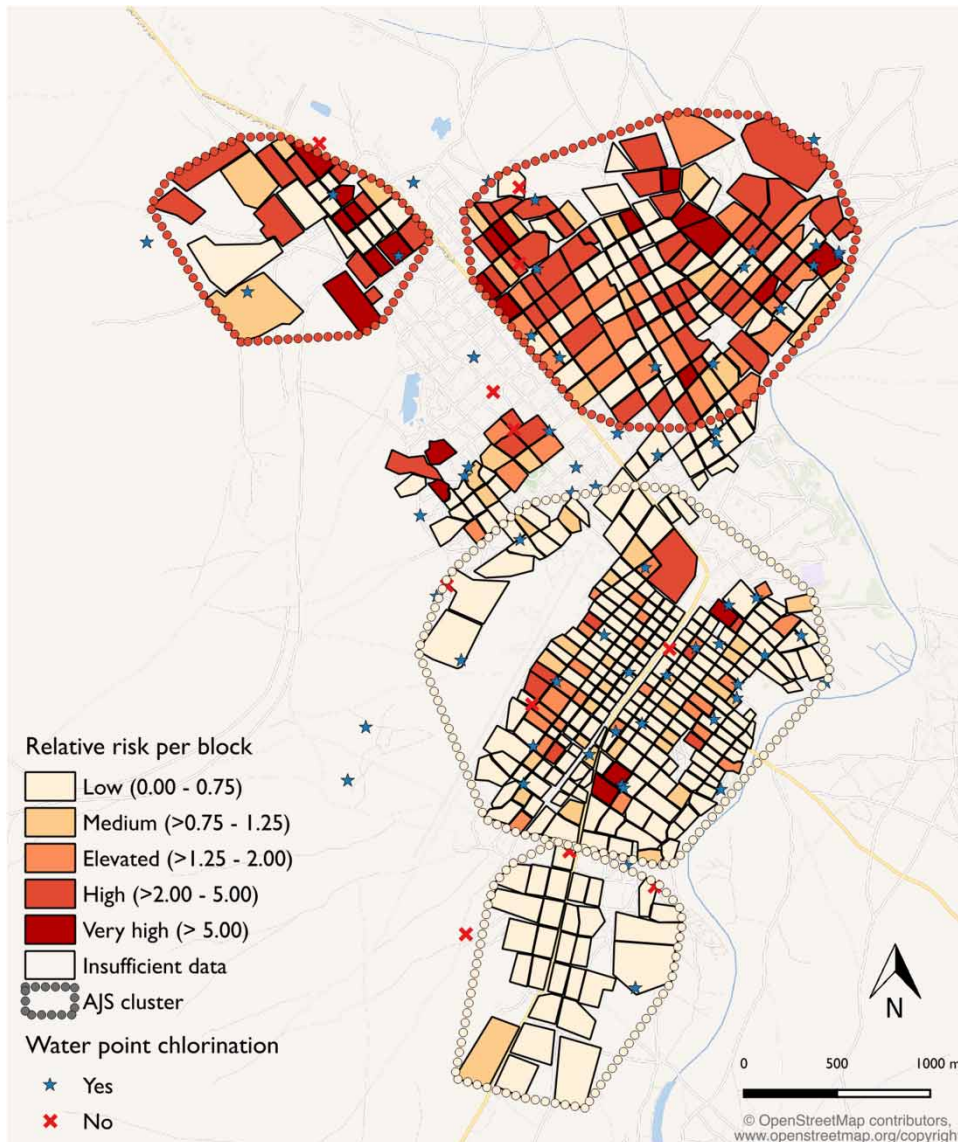 Relative risk per block
Low (0.00 - 0.75)
Medium (>0.75 - 1.25)
Elevated (>1.25 - 2.00)
High (>2.00 - 5.00)
Very high (> 5.00)
Insufficient data
AJS cluster
Water point chlorination
Yes
No
N
0 500 1000 m
© OpenStreetMap contributors,
www.openstreetmap.org/copyright